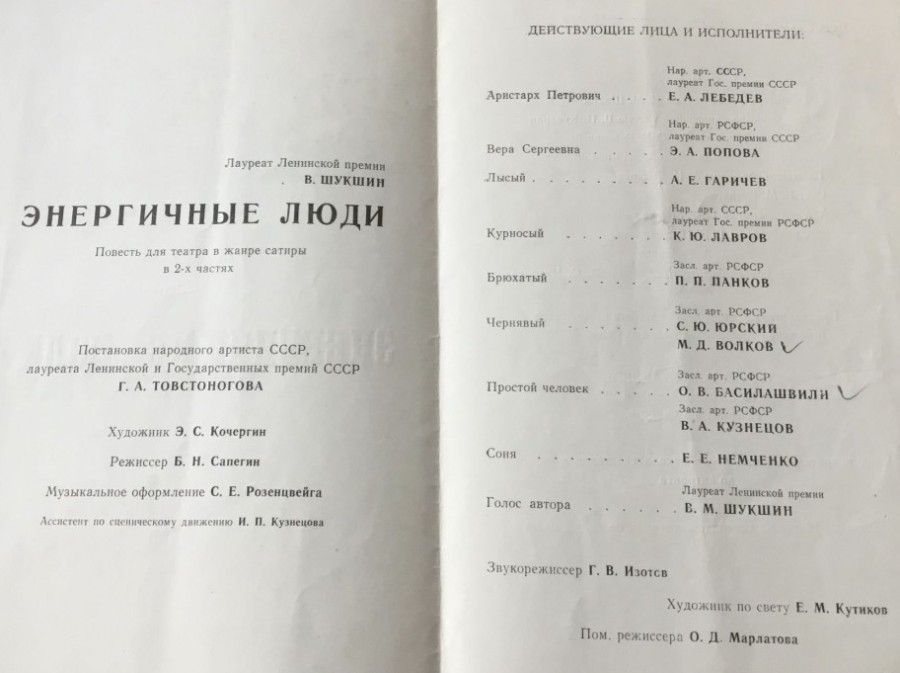 Лауреат Ленинской премии
В. ШУКШИН
ЭНЕРГИЧНЫЕ ЛЮДИ
Повесть для театра в жанре сатиры
в 2-х частях
Постановка народного артиста СССР,
лауреата Ленинской и Государственных премий СССР
Г. А. ТОВСТОНОГОВА
Художник Э. С. Кочергин
Режиссер Б. Н. Сапегин
Музыкальное оформление С. Е. Розенцвейга
Ассистент по сценическому движению И. П. Кузнецова
ДЕЙСТВУЮЩИЕ ЛИЦА И ИСПОЛНИТЕЛИ:
Нар. арт. СССР,
лауреат Гос. премии СССР
Аристарх Петрович . . . . Е. А. ЛЕБЕДЕВ
Нар. арт. РСФСР,
лауреат Гос. премии СССР
Вера Сергеевна . . . . . Э. А. ПОПОВА
Лысый . . . . . . . . . А. Е. ГАРИЧЕВ
Нар. арт. СССР,
лауреат Гос. премии РСФСР
Курносый . . . . . . . К. Ю. ЛАВРОВ
Засл. арт. РСФСР
Брюхатый . . . . . . . П. П. ПАНКОВ
Засл. арт. РСФСР
Чернявый . . . . . . . С. Ю. ЮРСКИЙ
М. Д. ВОЛКОВ
Засл. арт. РСФСР
Простой человек . . . . . О. В. БАСИЛАШВИЛИ
Засл. арт. РСФСР
В. А. КУЗНЕЦОВ
Соня . . . . . . . . . Е. Е. НЕМЧЕНКО
Лауреат Ленинской премии
Голос автора . . . . . . В. М. ШУКШИН
Звукорежиссер Г. В. Изотов
Художник по свету Е. М. Кутиков
Пом. режиссера О. Д. Марлатова